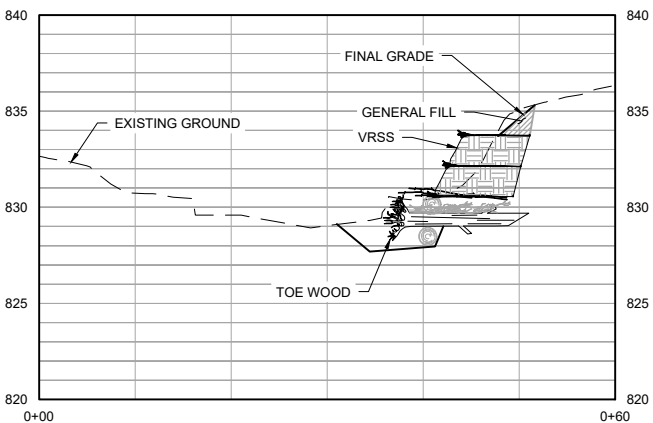 840 840
FINAL GRADE
835 GENERAL FILL 835
EXISTING GROUND VRSS
830 830
TOE WOOD
825 825
820 820
0+00 0+60